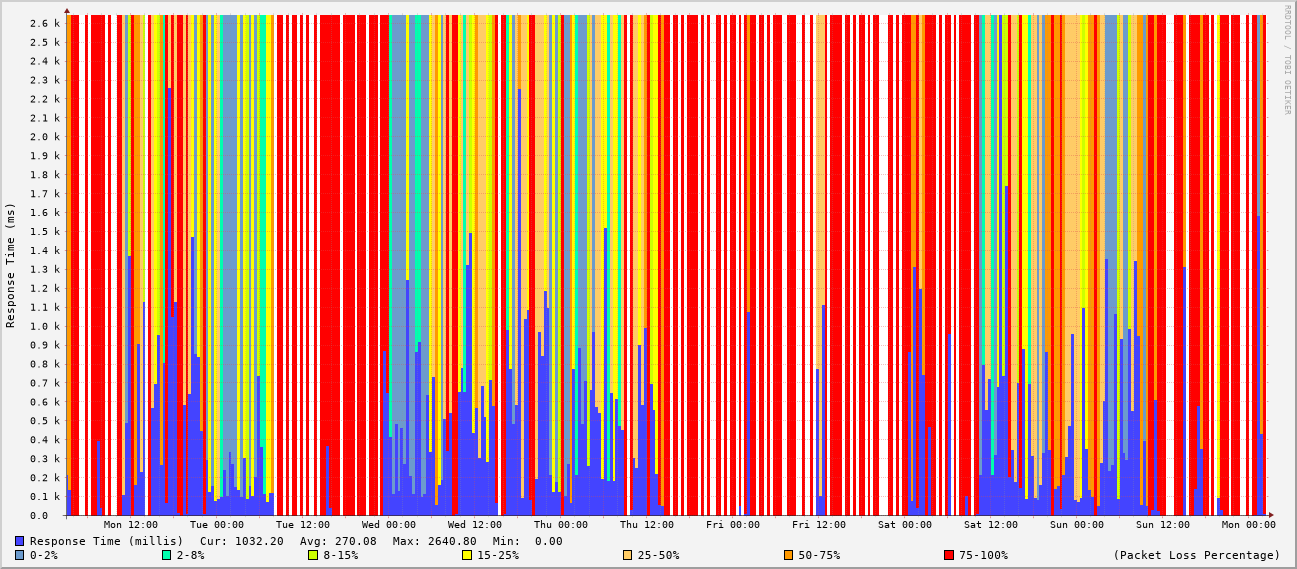 RRDTOOL / TOBI OETIKER
Response Time (ms)
2.6 k
2.5 k
2.4 k
2.3 k
2.2 k
2.1 k
2.0 k
1.9 k
1.8 k
1.7 k
1.6 k
1.5 k
1.4 k
1.3 k
1.2 k
1.1 k
1.0 k
0.9 k
0.8 k
0.7 k
0.6 k
0.5 k
0.4 k
0.3 k
0.2 k
0.1 k
0.0
Mon 12:00 Tue 00:00 Tue 12:00 Wed 00:00 Wed 12:00 Thu 00:00 Thu 12:00 Fri 00:00 Fri 12:00 Sat 00:00 Sat 12:00 Sun 00:00 Sun 12:00 Mon 00:00
Response Time (millis) Cur: 1032.20 Avg: 270.08 Max: 2640.80 Min: 0.00
0-2% 2-8% 8-15% 15-25% 25-50% 50-75% 75-100% (Packet Loss Percentage)